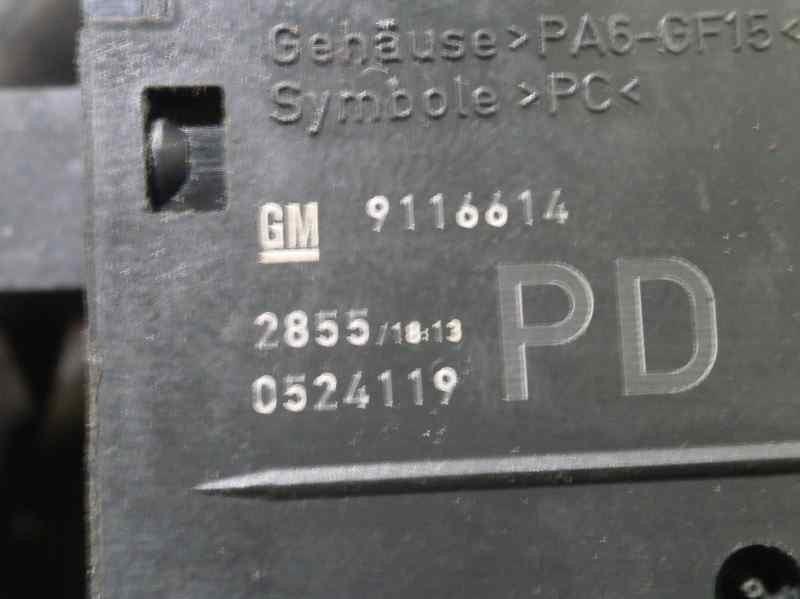 Gehäuse >PA6-GF15<
Symbole >PC<
GM 9116614
2855/18:13
0524119
PD